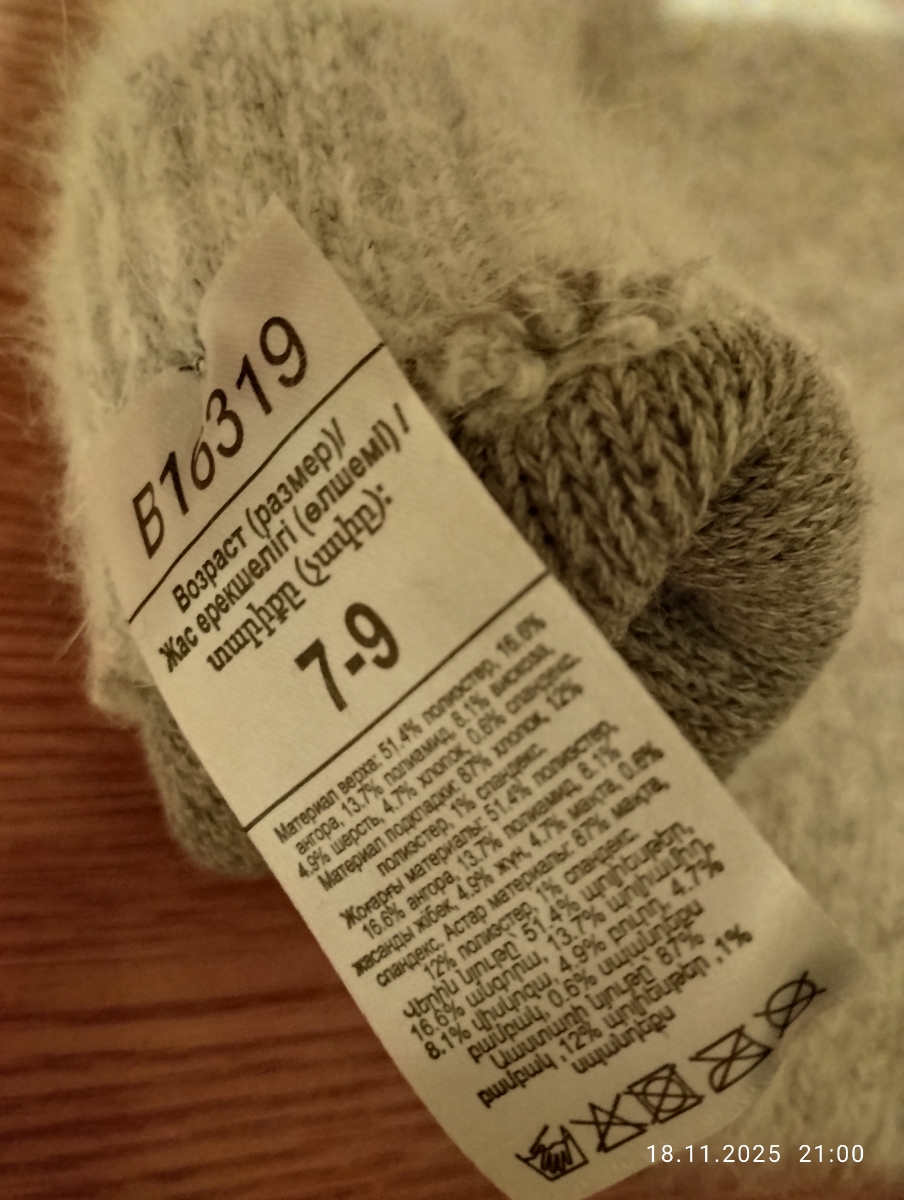 B16319
Возраст (размер)/
Жас ерекшелігі (өлшемі) /
տարիքը (չափը):
7-9
Материал верха: 51.4% полиэстер, 16.6%
ангора, 13.7% полиамид, 8.1% вискоза,
4.9% шерсть, 4.7% хлопок, 0.6% спандекс.
Материал подкладки: 87% хлопок, 12%
полиэстер, 1% спандекс.
Жоғарғы материалы: 51.4% полиэстер,
16.6% ангора, 13.7% полиамид, 8.1%
жасанды жібек, 4.9% жүн, 4.7% мақта, 0.6%
спандекс. Астар материалы: 87% мақта,
12% полиэстер, 1% спандекс
Վերին նյութը՝ 51.4% պոլիեսթեր,
16.6% անգորա, 13.7% պոլիամիդ,
8.1% վիսկոզա, 4.9% բուրդ, 4.7%
բամբակ, 0.6% սպանդեքս
Աստառի նյութը՝ 87%
բամբակ ,12% պոլիեսթեր ,1%
սպանդեքս
18.11.2025 21:00